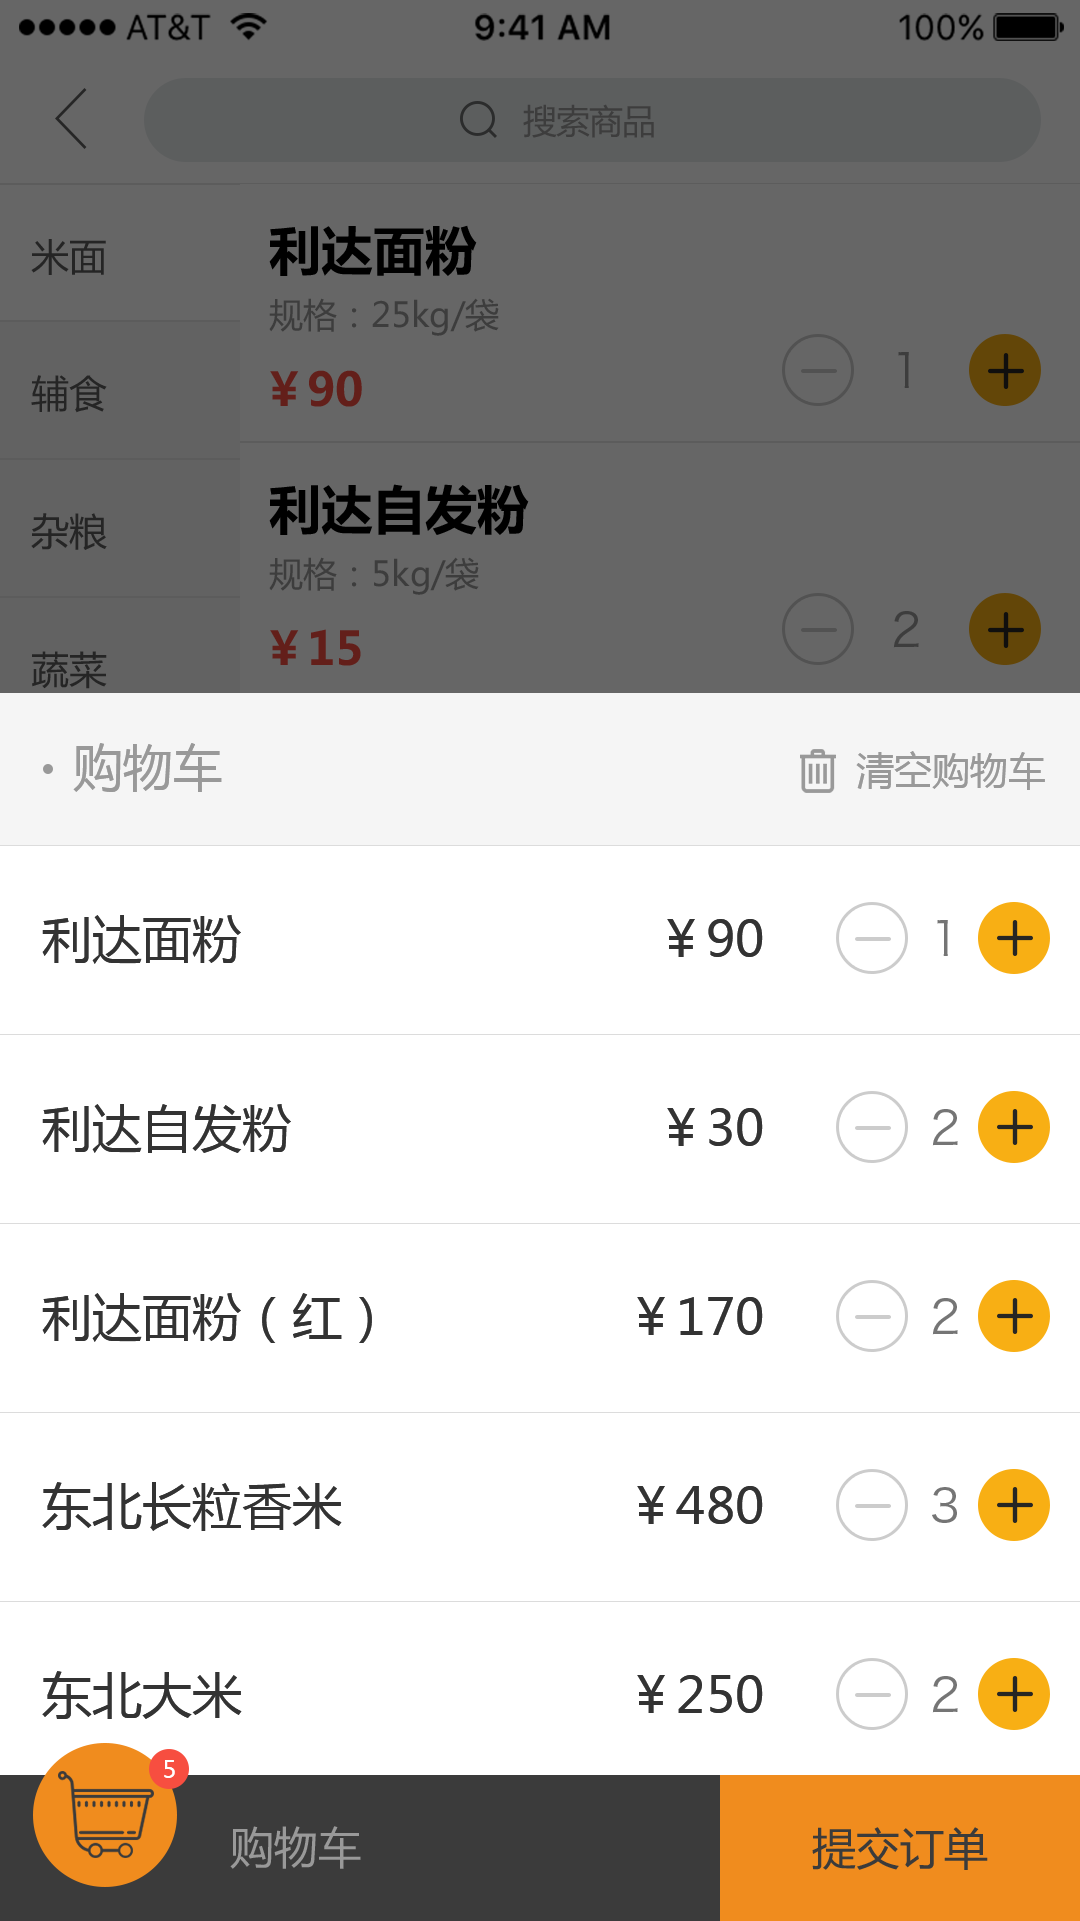 ●●●●● AT&T 9:41 AM 100%
搜索商品
米面
辅食
杂粮
蔬菜
利达面粉
规格：25kg/袋
¥90 1
利达自发粉
规格：5kg/袋
¥15 2
· 购物车 清空购物车
利达面粉 ¥90 1
利达自发粉 ¥30 2
利达面粉（红） ¥170 2
东北长粒香米 ¥480 3
东北大米 ¥250 2
5
购物车 提交订单